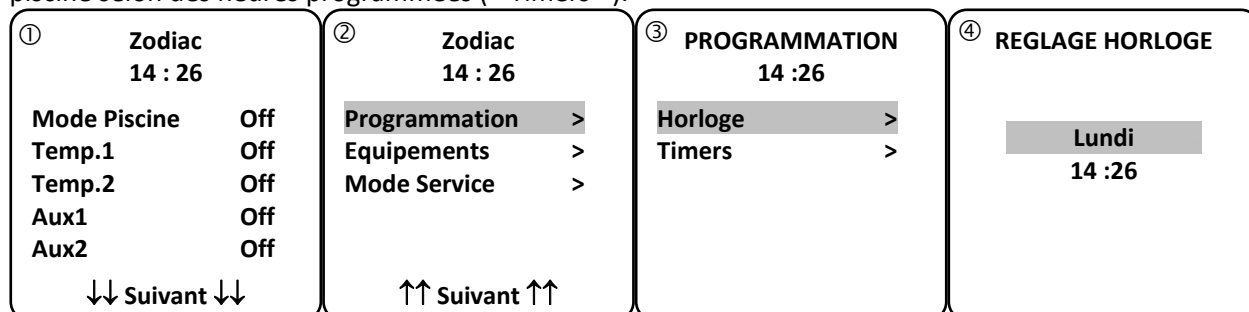 piscine selon des heures programmées (« Timers »).
① Zodiac
14 : 26
Mode Piscine Off
Temp.1 Off
Temp.2 Off
Aux1 Off
Aux2 Off
↓↓ Suivant ↓↓
② Zodiac
14 : 26
Programmation >
Equipements >
Mode Service >
↑↑ Suivant ↑↑
③ PROGRAMMATION
14 :26
Horloge >
Timers >
④ REGLAGE HORLOGE
Lundi
14 :26